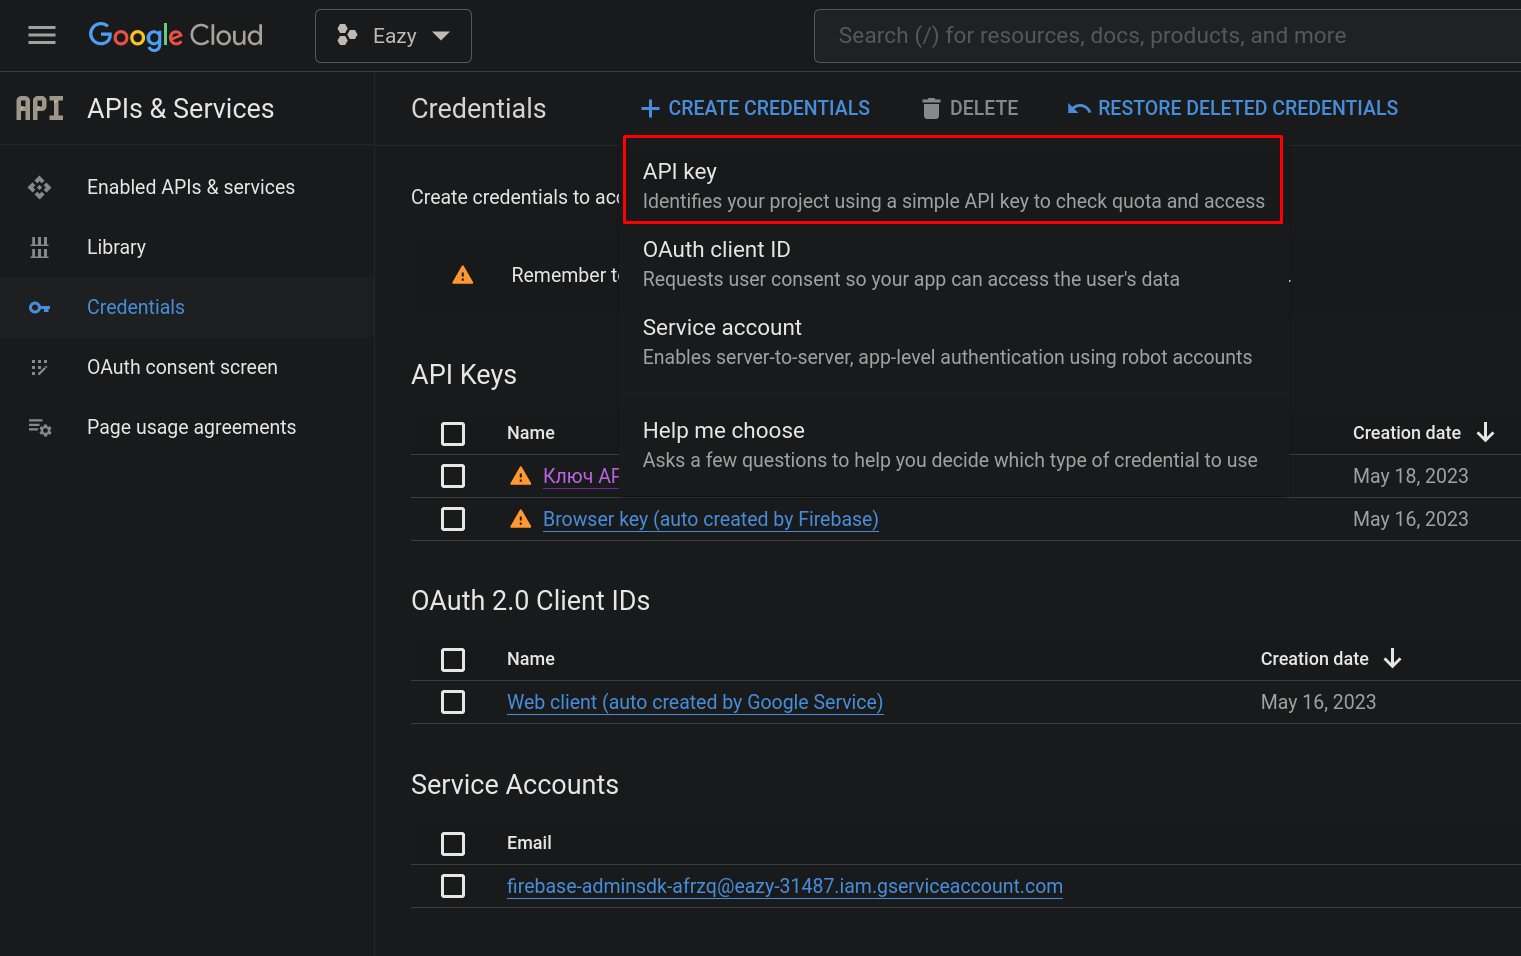 Google Cloud
Eazy
Search (/) for resources, docs, products, and more
API
APIs & Services
Credentials
CREATE CREDENTIALS
DELETE
RESTORE DELETED CREDENTIALS
Enabled APIs & services
Library
Credentials
OAuth consent screen
Page usage agreements
Create credentials to acc
API key
Identifies your project using a simple API key to check quota and access
Remember to
OAuth client ID
Requests user consent so your app can access the user's data
.
Service account
Enables server-to-server, app-level authentication using robot accounts
Help me choose
Asks a few questions to help you decide which type of credential to use
API Keys
Name
Creation date
Ключ AP
May 18, 2023
Browser key (auto created by Firebase)
May 16, 2023
OAuth 2.0 Client IDs
Name
Creation date
Web client (auto created by Google Service)
May 16, 2023
Service Accounts
Email
firebase-adminsdk-afrzq@eazy-31487.iam.gserviceaccount.com